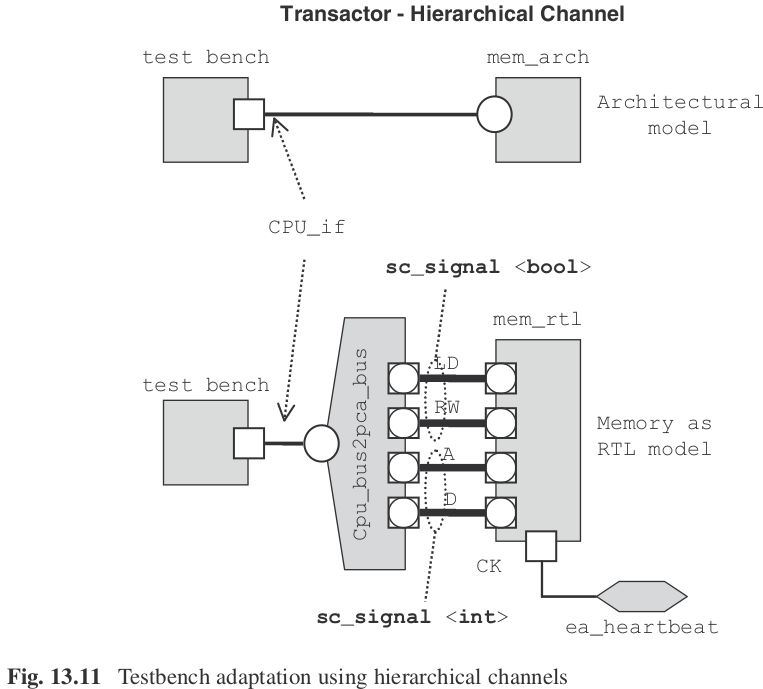 Transactor - Hierarchical Channel
test bench
mem_arch
Architectural
model
CPU_if
sc_signal <bool>
mem_rtl
test bench
Cpu_bus2pca_bus
LD
RW
A
D
Memory as
RTL model
CK
sc_signal <int>
ea_heartbeat
Fig. 13.11 Testbench adaptation using hierarchical channels